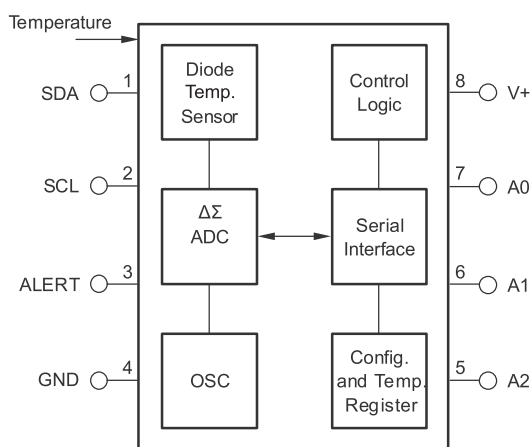 Temperature
1
SDA
Diode
Temp.
Sensor
Control
Logic
8
V+
2
SCL
ΔΣ
ADC
Serial
Interface
7
A0
3
ALERT
6
A1
4
GND
OSC
Config.
and Temp.
Register
5
A2